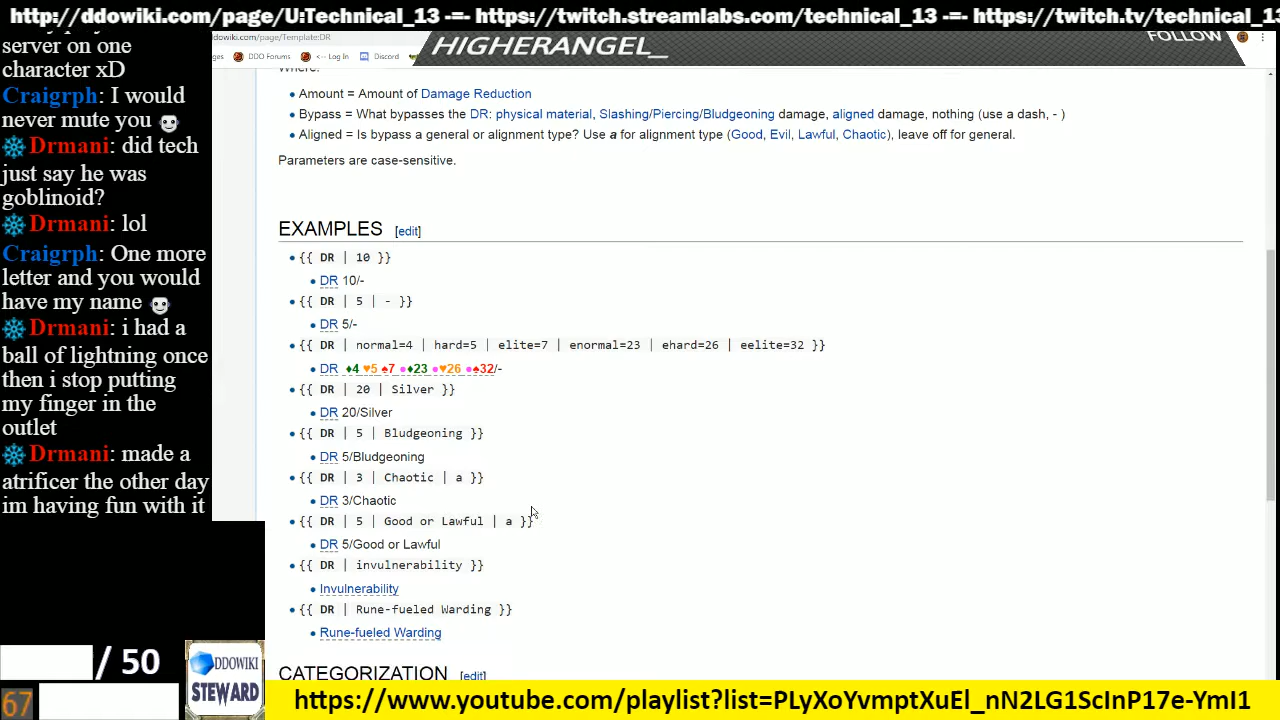 http://ddowiki.com/page/U:Technical_13 -=- https://twitch.streamlabs.com/technical_13 -=- https://twitch.tv/technical_13
server on one
character xD
Craigrph: I would
never mute you
Drmani: did tech
just say he was
goblinoid?
Drmani: lol
Craigrph: One more
letter and you would
have my name
Drmani: i had a
ball of lightning once
then i stop putting
my finger in the
outlet
Drmani: made a
atrificer the other day
im having fun with it
/ 50
67
DDOWIKI
STEWARD
dowiki.com/page/Template:DR
ges DDO Forums <-- Log In Discord
HIGHERANGEL_
FOLLOW
Where:
Amount = Amount of Damage Reduction
Bypass = What bypasses the DR: physical material, Slashing/Piercing/Bludgeoning damage, aligned damage, nothing (use a dash, - )
Aligned = Is bypass a general or alignment type? Use a for alignment type (Good, Evil, Lawful, Chaotic), leave off for general.
Parameters are case-sensitive.
EXAMPLES [edit]
{{ DR | 10 }}
DR 10/-
{{ DR | 5 | - }}
DR 5/-
{{ DR | normal=4 | hard=5 | elite=7 | enormal=23 | ehard=26 | eelite=32 }}
DR ♦4 ♥5 ♠7 ●♦23 ●♥26 ●♠32/-
{{ DR | 20 | Silver }}
DR 20/Silver
{{ DR | 5 | Bludgeoning }}
DR 5/Bludgeoning
{{ DR | 3 | Chaotic | a }}
DR 3/Chaotic
{{ DR | 5 | Good or Lawful | a }}
DR 5/Good or Lawful
{{ DR | invulnerability }}
Invulnerability
{{ DR | Rune-fueled Warding }}
Rune-fueled Warding
CATEGORIZATION [edit]
https://www.youtube.com/playlist?list=PLyXoYvmptXuEl_nN2LG1ScInP17e-YmI1